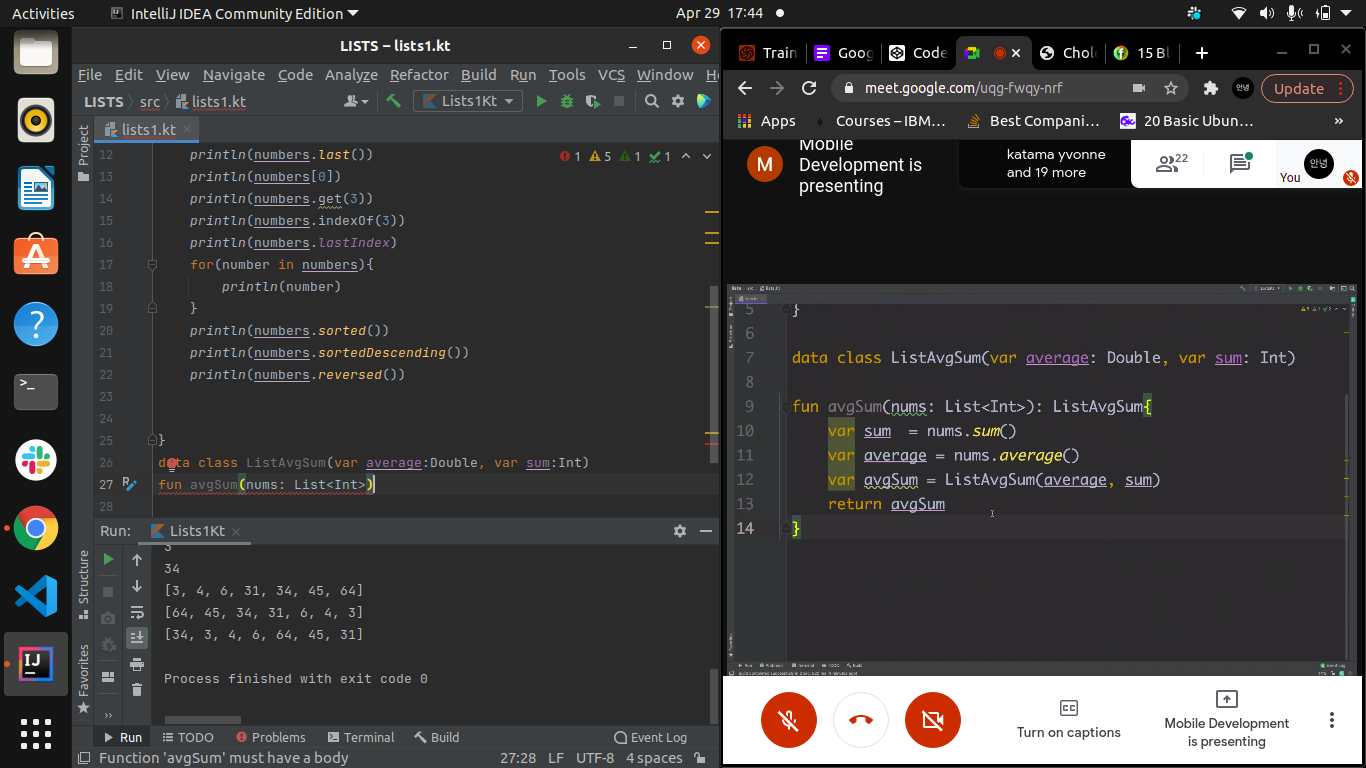 Activities
IntelliJ IDEA Community Edition
Apr 29 17:44
LISTS – lists1.kt
File Edit View Navigate Code Analyze Refactor Build Run Tools VCS Window H
LISTS src lists1.kt
Lists1Kt
lists1.kt
1 5 1 1
Project
12 println(numbers.last())
13 println(numbers[0])
14 println(numbers.get(3))
15 println(numbers.indexOf(3))
16 println(numbers.lastIndex)
17 for(number in numbers){
18 println(number)
19 }
20 println(numbers.sorted())
21 println(numbers.sortedDescending())
22 println(numbers.reversed())
23
24
25 }
26 data class ListAvgSum(var average:Double, var sum:Int)
27 fun avgSum(nums: List<Int>)
28
Run: Lists1Kt
Structure
Favorites
3
34
[3, 4, 6, 31, 34, 45, 64]
[64, 45, 34, 31, 6, 4, 3]
[34, 3, 4, 6, 64, 45, 31]
Process finished with exit code 0
Run TODO Problems Terminal Build Event Log
Function 'avgSum' must have a body
27:28 LF UTF-8 4 spaces
Train Goog Code Chol 15 Bl
meet.google.com/uqg-fwqy-nrf
안녕
Update
Apps Courses – IBM… Best Compani… 20 Basic Ubun… »
M
Mobile
Development is
presenting
katama yvonne
and 19 more
22
안녕
You
5 }
6
7 data class ListAvgSum(var average: Double, var sum: Int)
8
9 fun avgSum(nums: List<Int>): ListAvgSum{
10 var sum = nums.sum()
11 var average = nums.average()
12 var avgSum = ListAvgSum(average, sum)
13 return avgSum
14 }
Turn on captions
Mobile Development
is presenting